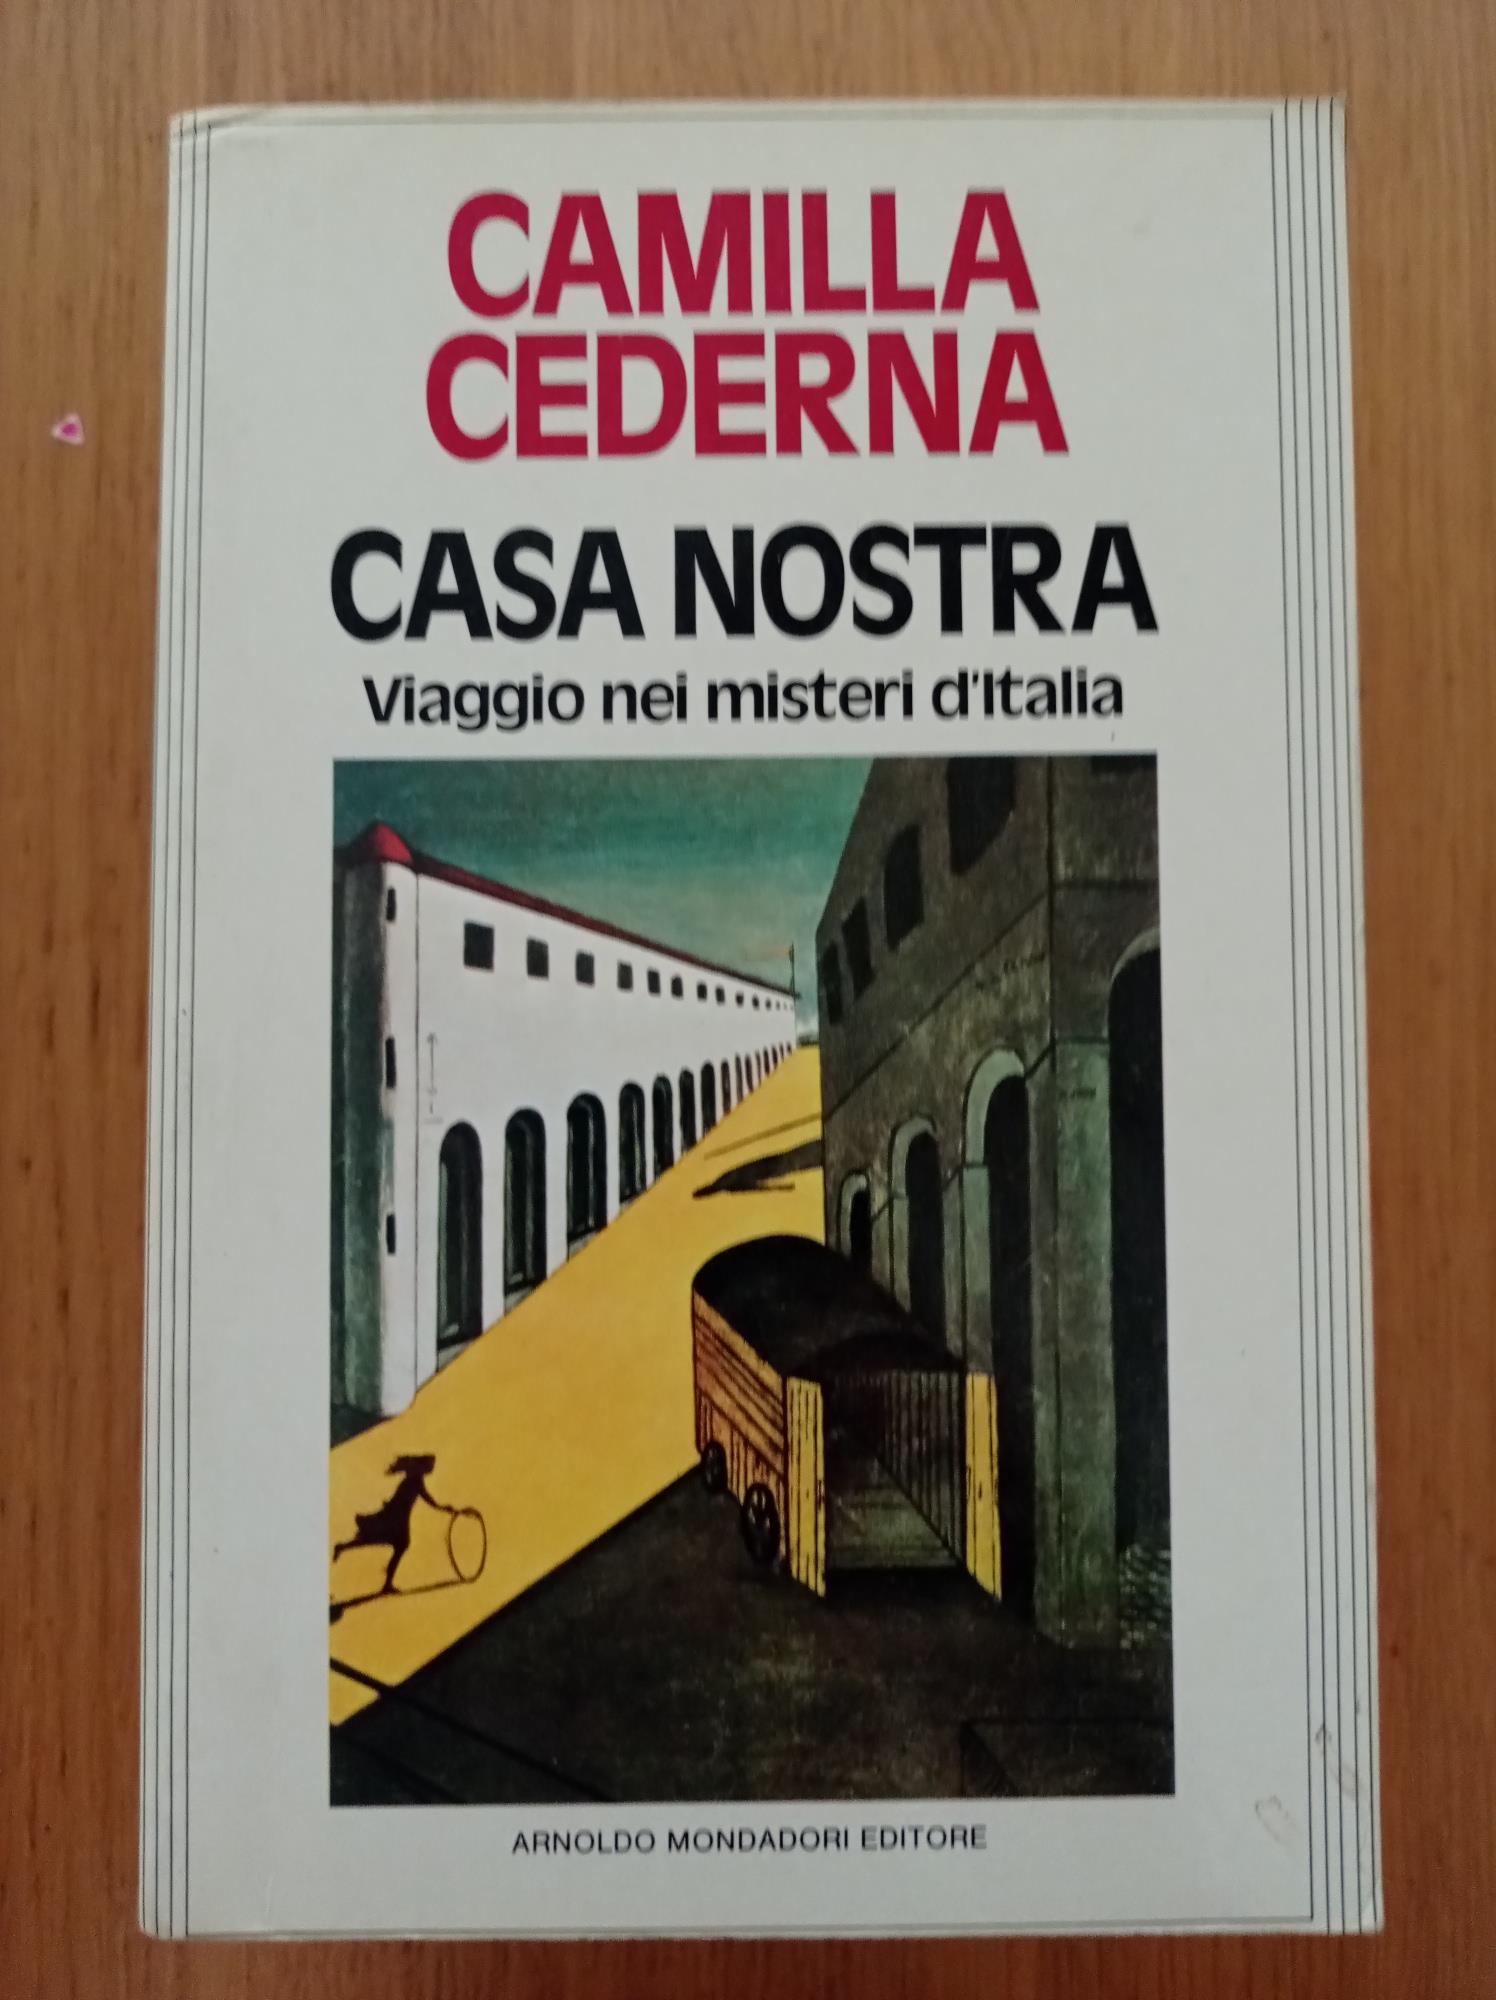 CAMILLA
CEDERNA
CASA NOSTRA
Viaggio nei misteri d'Italia
ARNOLDO MONDADORI EDITORE